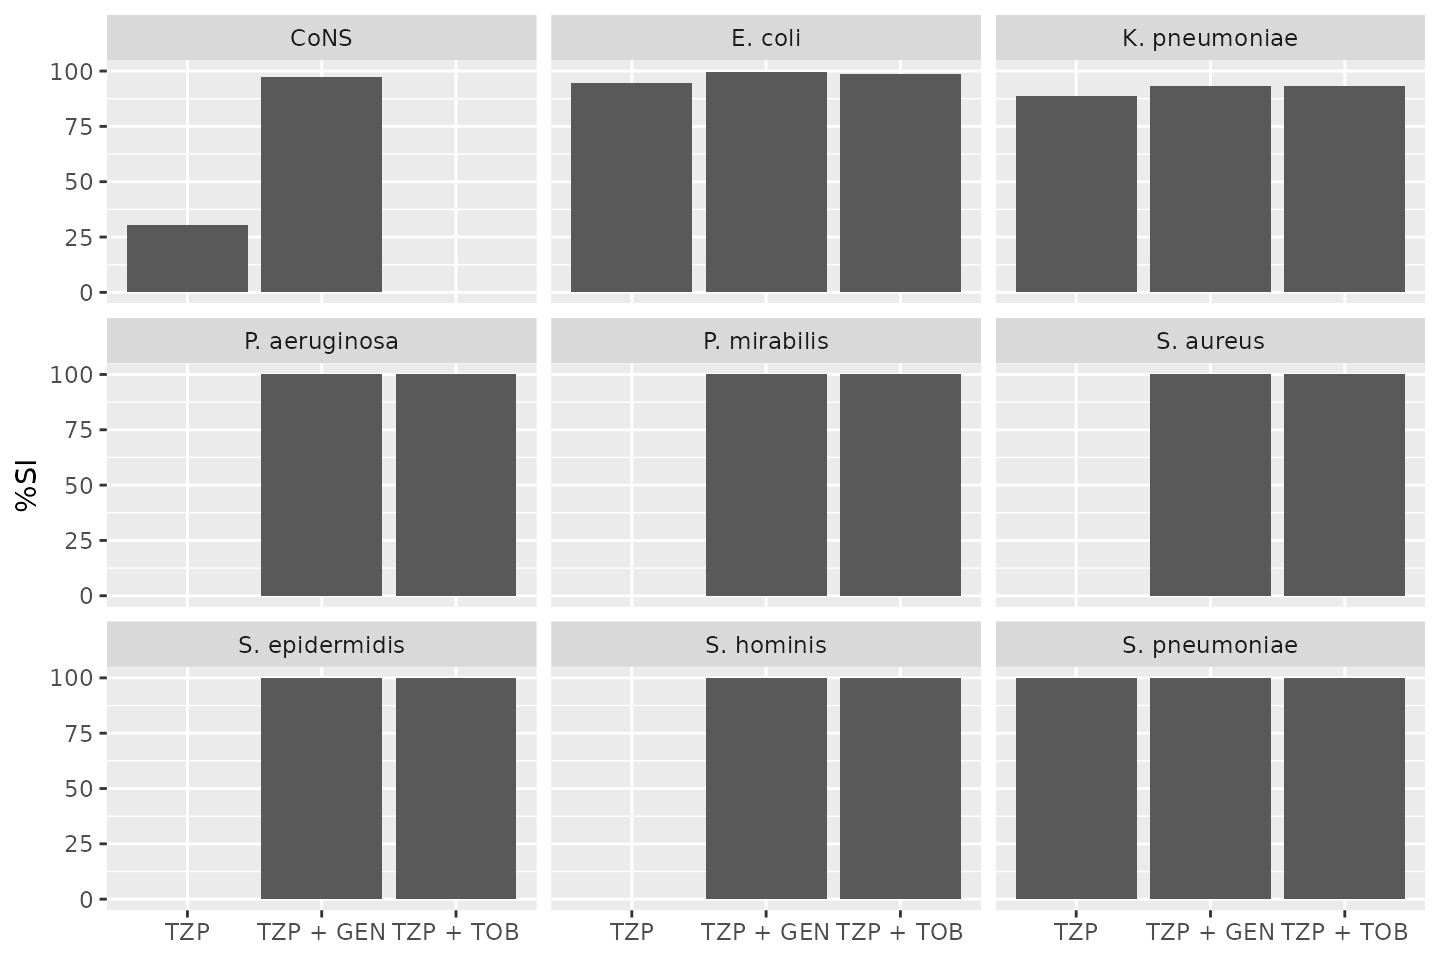 CoNS
E. coli
K. pneumoniae
100
75
50
25
0
P. aeruginosa
P. mirabilis
S. aureus
100
75
50
25
0
%SI
S. epidermidis
S. hominis
S. pneumoniae
100
75
50
25
0
TZP TZP + GEN TZP + TOB
TZP TZP + GEN TZP + TOB
TZP TZP + GEN TZP + TOB